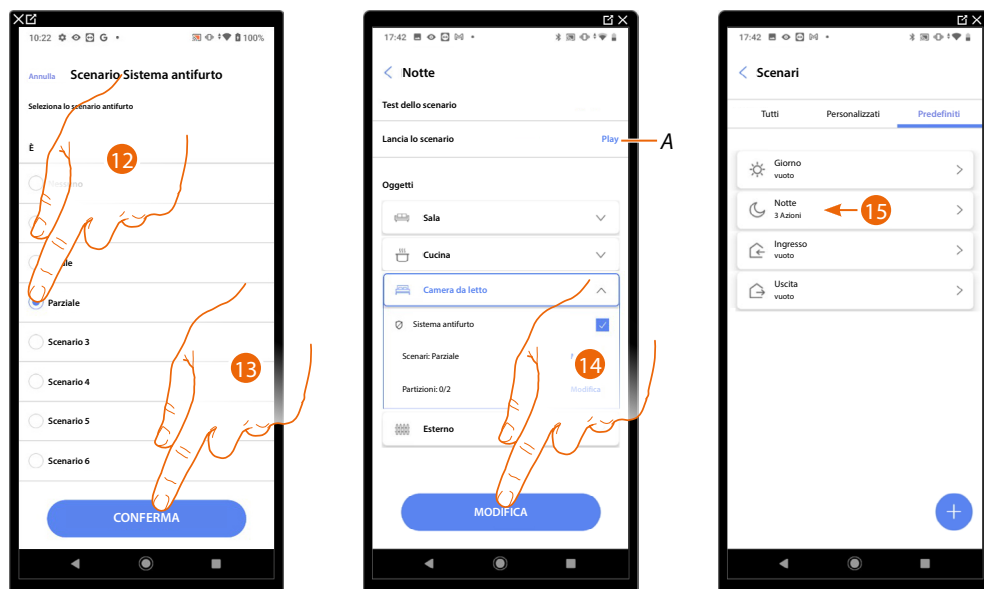 10:22 G 100%
Annulla Scenario Sistema antifurto
Seleziona lo scenario antifurto
È
12
Parziale
Scenario 3
13
Scenario 4
Scenario 5
Scenario 6
CONFERMA
17:42
Notte
Test dello scenario
Lancia lo scenario Play A
Oggetti
Sala
Cucina
Camera da letto
Sistema antifurto
Scenari: Parziale
14
Partizioni: 0/2 Modifica
Esterno
MODIFICA
17:42
Scenari
Tutti Personalizzati Predefiniti
Giorno
vuoto
Notte
3 Azioni
15
Ingresso
vuoto
Uscita
vuoto
+